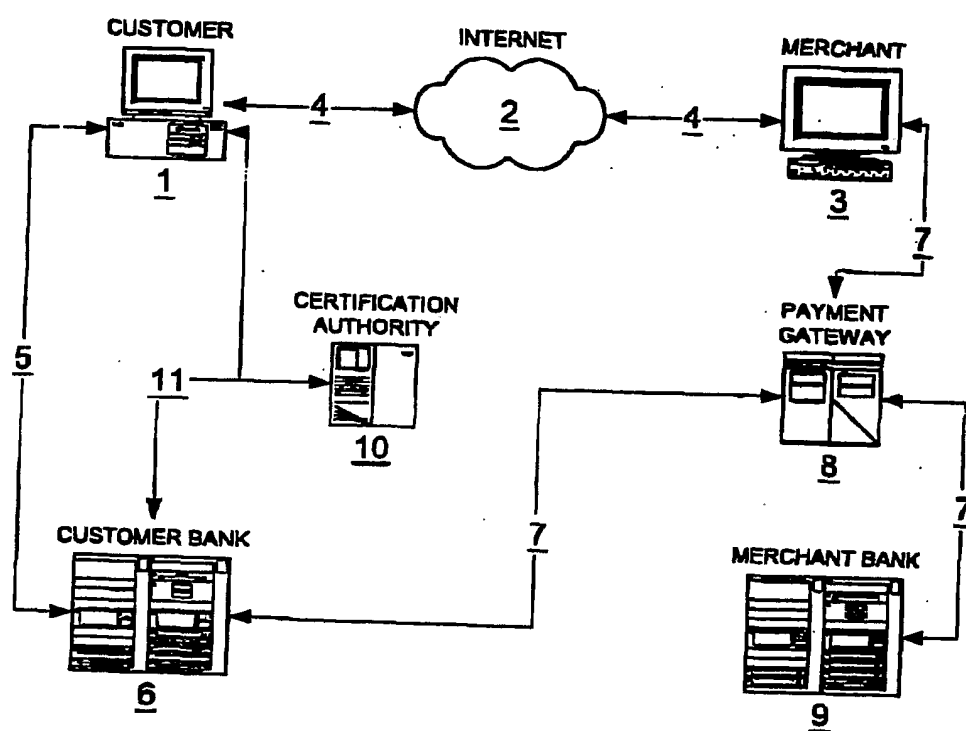 CUSTOMER
INTERNET
MERCHANT
4
2
4
1
3
7
CERTIFICATION
AUTHORITY
PAYMENT
GATEWAY
5
11
10
8
CUSTOMER BANK
7
7
MERCHANT BANK
6
9